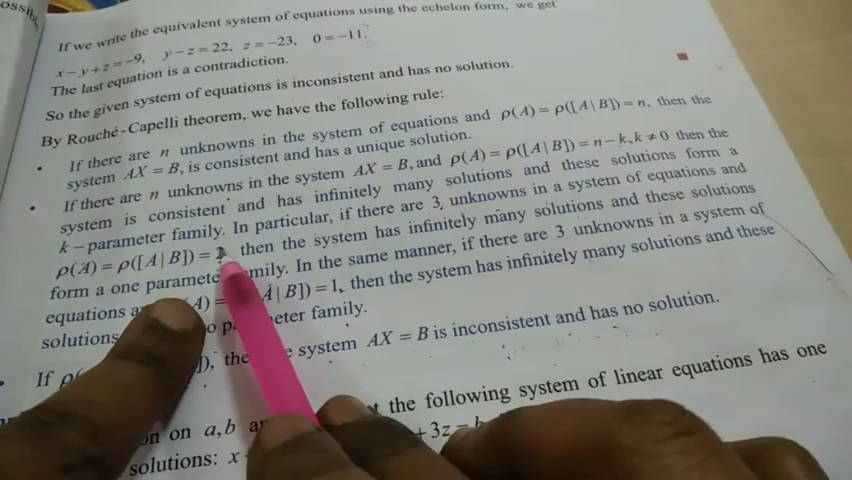 ossible
If we write the equivalent system of equations using the echelon form, we get
x − y + z = −9, y − z = 22, z = −23, 0 = −11.
The last equation is a contradiction.
So the given system of equations is inconsistent and has no solution.
By Rouché - Capelli theorem, we have the following rule:
• If there are n unknowns in the system of equations and ρ(A) = ρ([A | B]) = n, then the
system AX = B, is consistent and has a unique solution.
• If there are n unknowns in the system AX = B, and ρ(A) = ρ([A | B]) = n − k, k ≠ 0 then the
system is consistent and has infinitely many solutions and these solutions form a
k − parameter family. In particular, if there are 3 unknowns in a system of equations and
ρ(A) = ρ([A | B]) = 2, then the system has infinitely many solutions and these solutions
form a one parameter family. In the same manner, if there are 3 unknowns in a system of
equations (A) = A | B]) = 1, then the system has infinitely many solutions and these
solutions parameter family.
• If ρ( ]), the system AX = B is inconsistent and has no solution.
on on a, b the following system of linear equations has one
solutions: x + 3z = b